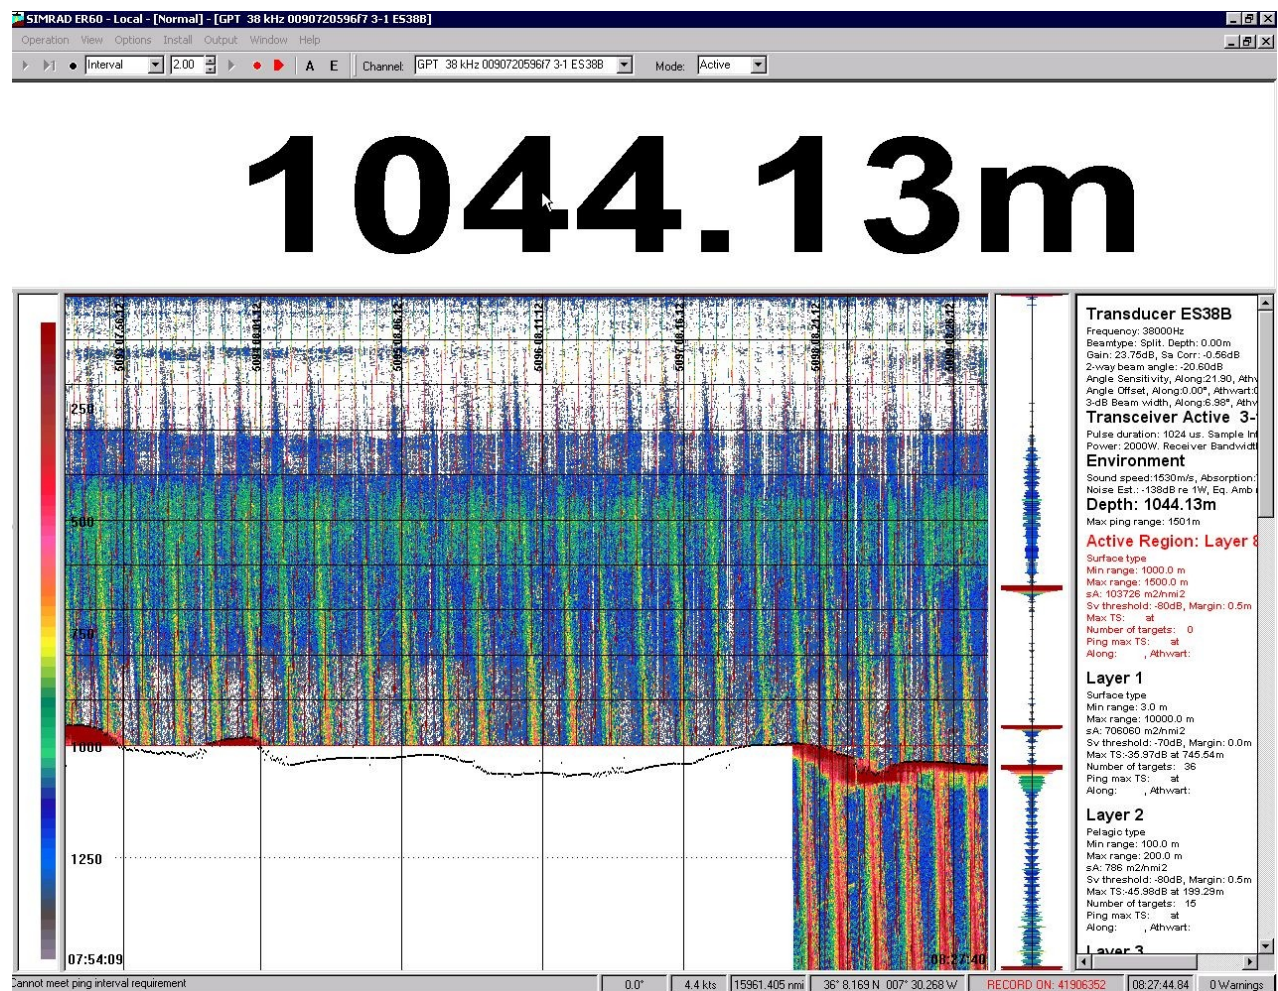 SIMRAD ER60 - Local - [Normal] - [GPT 38 kHz 0090720596f7 3-1 ES38B]
Operation View Options Install Output Window Help
Interval 2.00 A E Channel: GPT 38 kHz 0090720596f7 3-1 ES38B Mode: Active
1044.13m
250
500
750
1000
1250
07:54:09
08:27:40
Transducer ES38B
Frequency: 38000Hz
Beamtype: Split. Depth: 0.00m
Gain: 23.75dB, Sa Corr: -0.56dB
2-way beam angle: -20.60dB
Angle Sensitivity, Along:21.90, Athw
Angle Offset, Along:0.00°, Athwart:0
3-dB Beam width, Along:6.98°, Athw
Transceiver Active 3-
Pulse duration: 1024 us. Sample Int
Power: 2000W. Receiver Bandwidt
Environment
Sound speed:1530m/s, Absorption:
Noise Est.: -138dB re 1W, Eq. Amb
Depth: 1044.13m
Max ping range: 1501m
Active Region: Layer 8
Surface type
Min range: 1000.0 m
Max range: 1500.0 m
sA: 103726 m2/nmi2
Sv threshold: -80dB, Margin: 0.5m
Max TS: at
Number of targets: 0
Ping max TS: at
Along: , Athwart:
Layer 1
Surface type
Min range: 3.0 m
Max range: 10000.0 m
sA: 706060 m2/nmi2
Sv threshold: -70dB, Margin: 0.0m
Max TS:-35.97dB at 745.54m
Number of targets: 36
Ping max TS: at
Along: , Athwart:
Layer 2
Pelagic type
Min range: 100.0 m
Max range: 200.0 m
sA: 786 m2/nmi2
Sv threshold: -80dB, Margin: 0.5m
Max TS:-45.98dB at 199.29m
Number of targets: 15
Ping max TS: at
Along: , Athwart:
Layer 3
Cannot meet ping interval requirement 0.0° 4.4 kts 15961.405 nmi 36° 8.169 N 007° 30.268 W RECORD ON: 41906352 08:27:44.84 0 Warnings